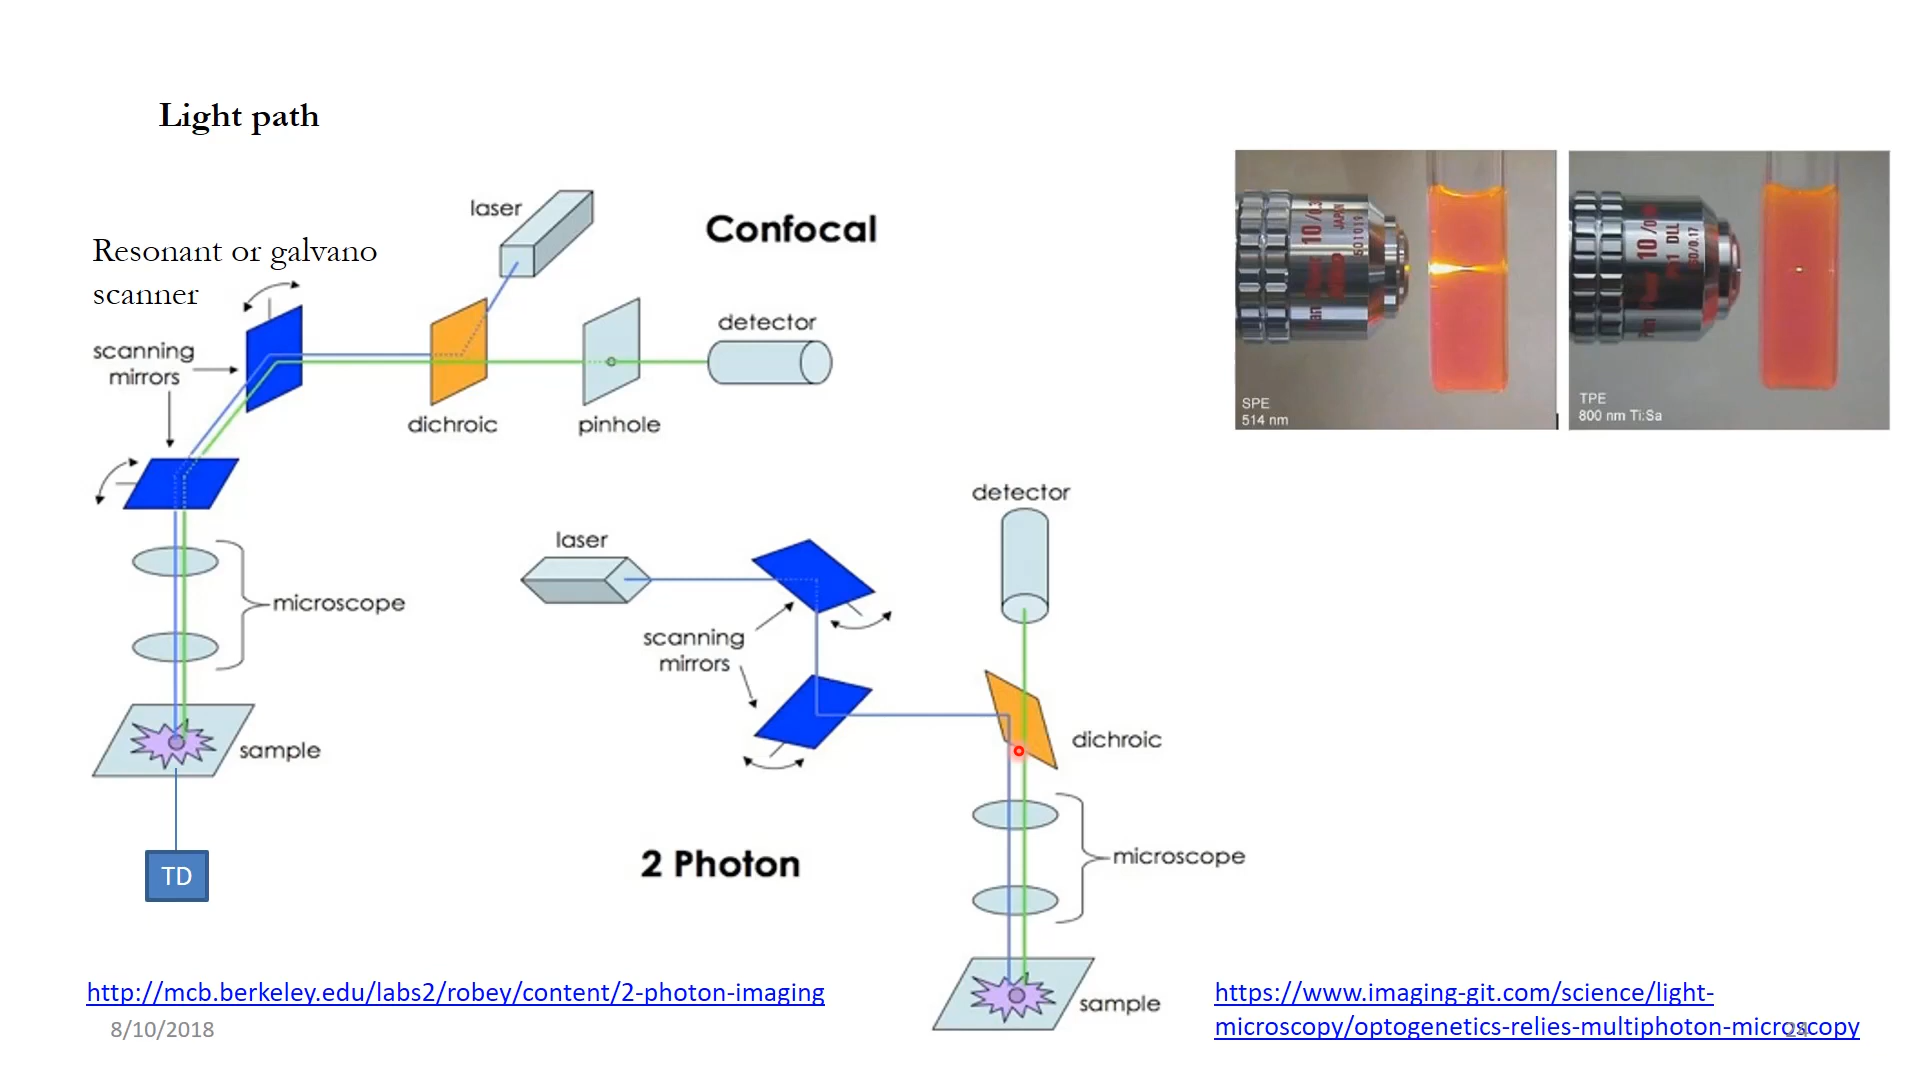 Light path
laser
Confocal
Resonant or galvano
scanner
detector
scanning
mirrors
dichroic
pinhole
microscope
sample
TD
SPE
514 nm
TPE
800 nm Ti:Sa
detector
laser
scanning
mirrors
dichroic
2 Photon
microscope
sample
http://mcb.berkeley.edu/labs2/robey/content/2-photon-imaging
https://www.imaging-git.com/science/light-
microscopy/optogenetics-relies-multiphoton-microscopy
8/10/2018
24